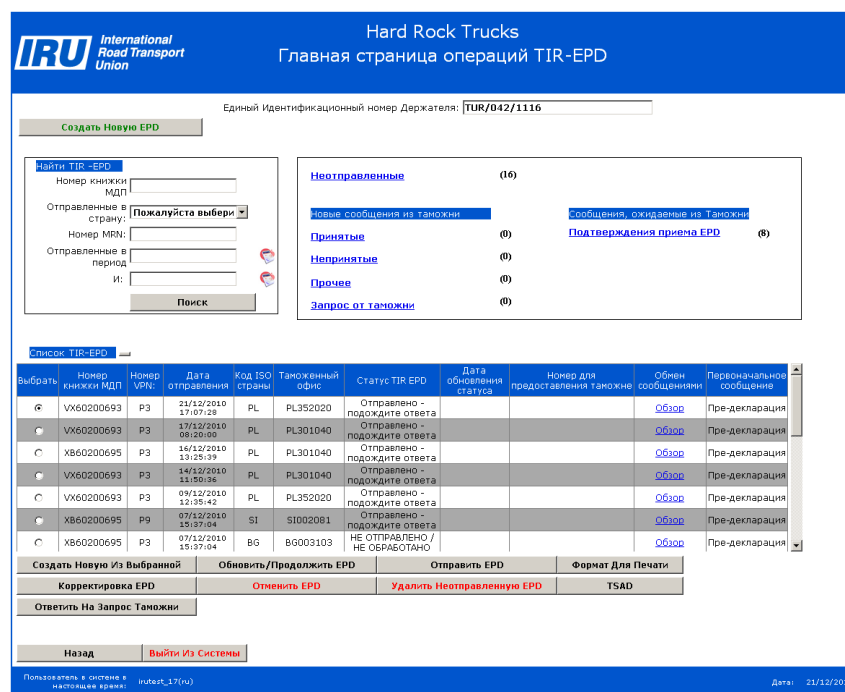 International
Road Transport
Union
IRU
Hard Rock Trucks
Главная страница операций TIR-EPD
Единый Идентификационный номер Держателя: TUR/042/1116
Создать Новую EPD
Найти TIR -EPD
Номер книжки
МДП
Отправленные в
страну: Пожалуйста выбери
Номер MRN:
Отправленные в
период
И:
Поиск
Неотправленные (16)
Новые сообщения из таможни
Сообщения, ожидаемые из Таможни
Принятые (0)
Подтверждения приема EPD (8)
Непринятые (0)
Прочее (0)
Запрос от таможни (0)
Список TIR-EPD
Выбрать Номер книжки МДП Номер VPN: Дата отправления Код ISO страны Таможенный офис Статус TIR EPD Дата обновления статуса Номер для предоставления таможне Обмен сообщениями Первоначальное сообщение
VX60200693 P3 21/12/2010 17:07:28 PL PL352020 Отправлено - подождите ответа Обзор Пре-декларация
VX60200693 P3 17/12/2010 08:20:00 PL PL301040 Отправлено - подождите ответа Обзор Пре-декларация
XB60200695 P3 16/12/2010 13:25:39 PL PL301040 Отправлено - подождите ответа Обзор Пре-декларация
VX60200693 P3 14/12/2010 11:50:36 PL PL301040 Отправлено - подождите ответа Обзор Пре-декларация
VX60200693 P3 09/12/2010 12:35:42 PL PL352020 Отправлено - подождите ответа Обзор Пре-декларация
XB60200695 P9 07/12/2010 15:37:04 SI SI002081 Отправлено - подождите ответа Обзор Пре-декларация
XB60200695 P3 07/12/2010 15:37:04 BG BG003103 НЕ ОТПРАВЛЕНО / НЕ ОБРАБОТАНО Обзор Пре-декларация
Создать Новую Из Выбранной Обновить/Продолжить EPD Отправить EPD Формат Для Печати
Корректировка EPD Отменить EPD Удалить Неотправленную EPD TSAD
Ответить На Запрос Таможни
Назад Выйти Из Системы
Пользователь в системе в
настоящее время: irutest_17(ru)
Дата: 21/12/20